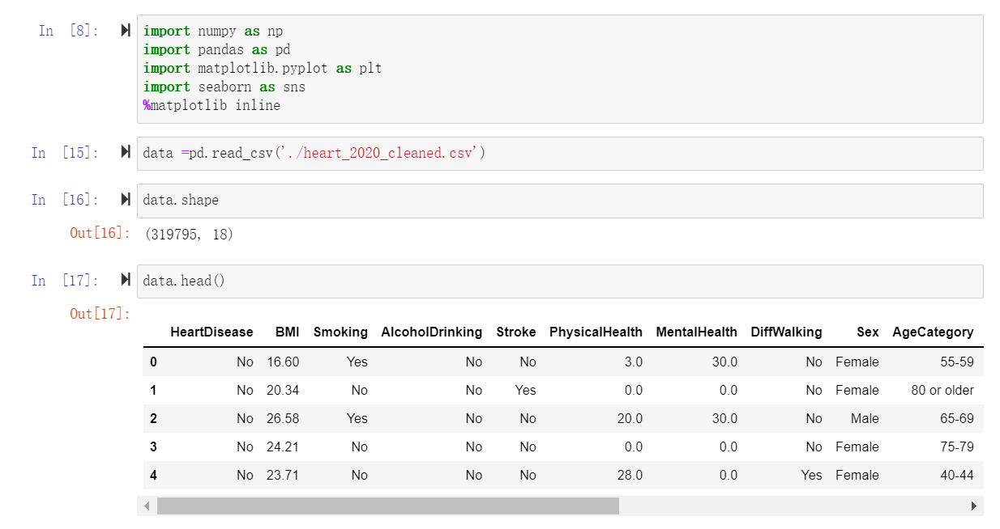 In [8]:
import numpy as np
import pandas as pd
import matplotlib.pyplot as plt
import seaborn as sns
%matplotlib inline
In [15]: data =pd.read_csv('./heart_2020_cleaned.csv')
In [16]: data.shape
Out[16]: (319795, 18)
In [17]: data.head()
Out[17]:
HeartDisease BMI Smoking AlcoholDrinking Stroke PhysicalHealth MentalHealth DiffWalking Sex AgeCategory
0 No 16.60 Yes No No 3.0 30.0 No Female 55-59
1 No 20.34 No No Yes 0.0 0.0 No Female 80 or older
2 No 26.58 Yes No No 20.0 30.0 No Male 65-69
3 No 24.21 No No No 0.0 0.0 No Female 75-79
4 No 23.71 No No No 28.0 0.0 Yes Female 40-44